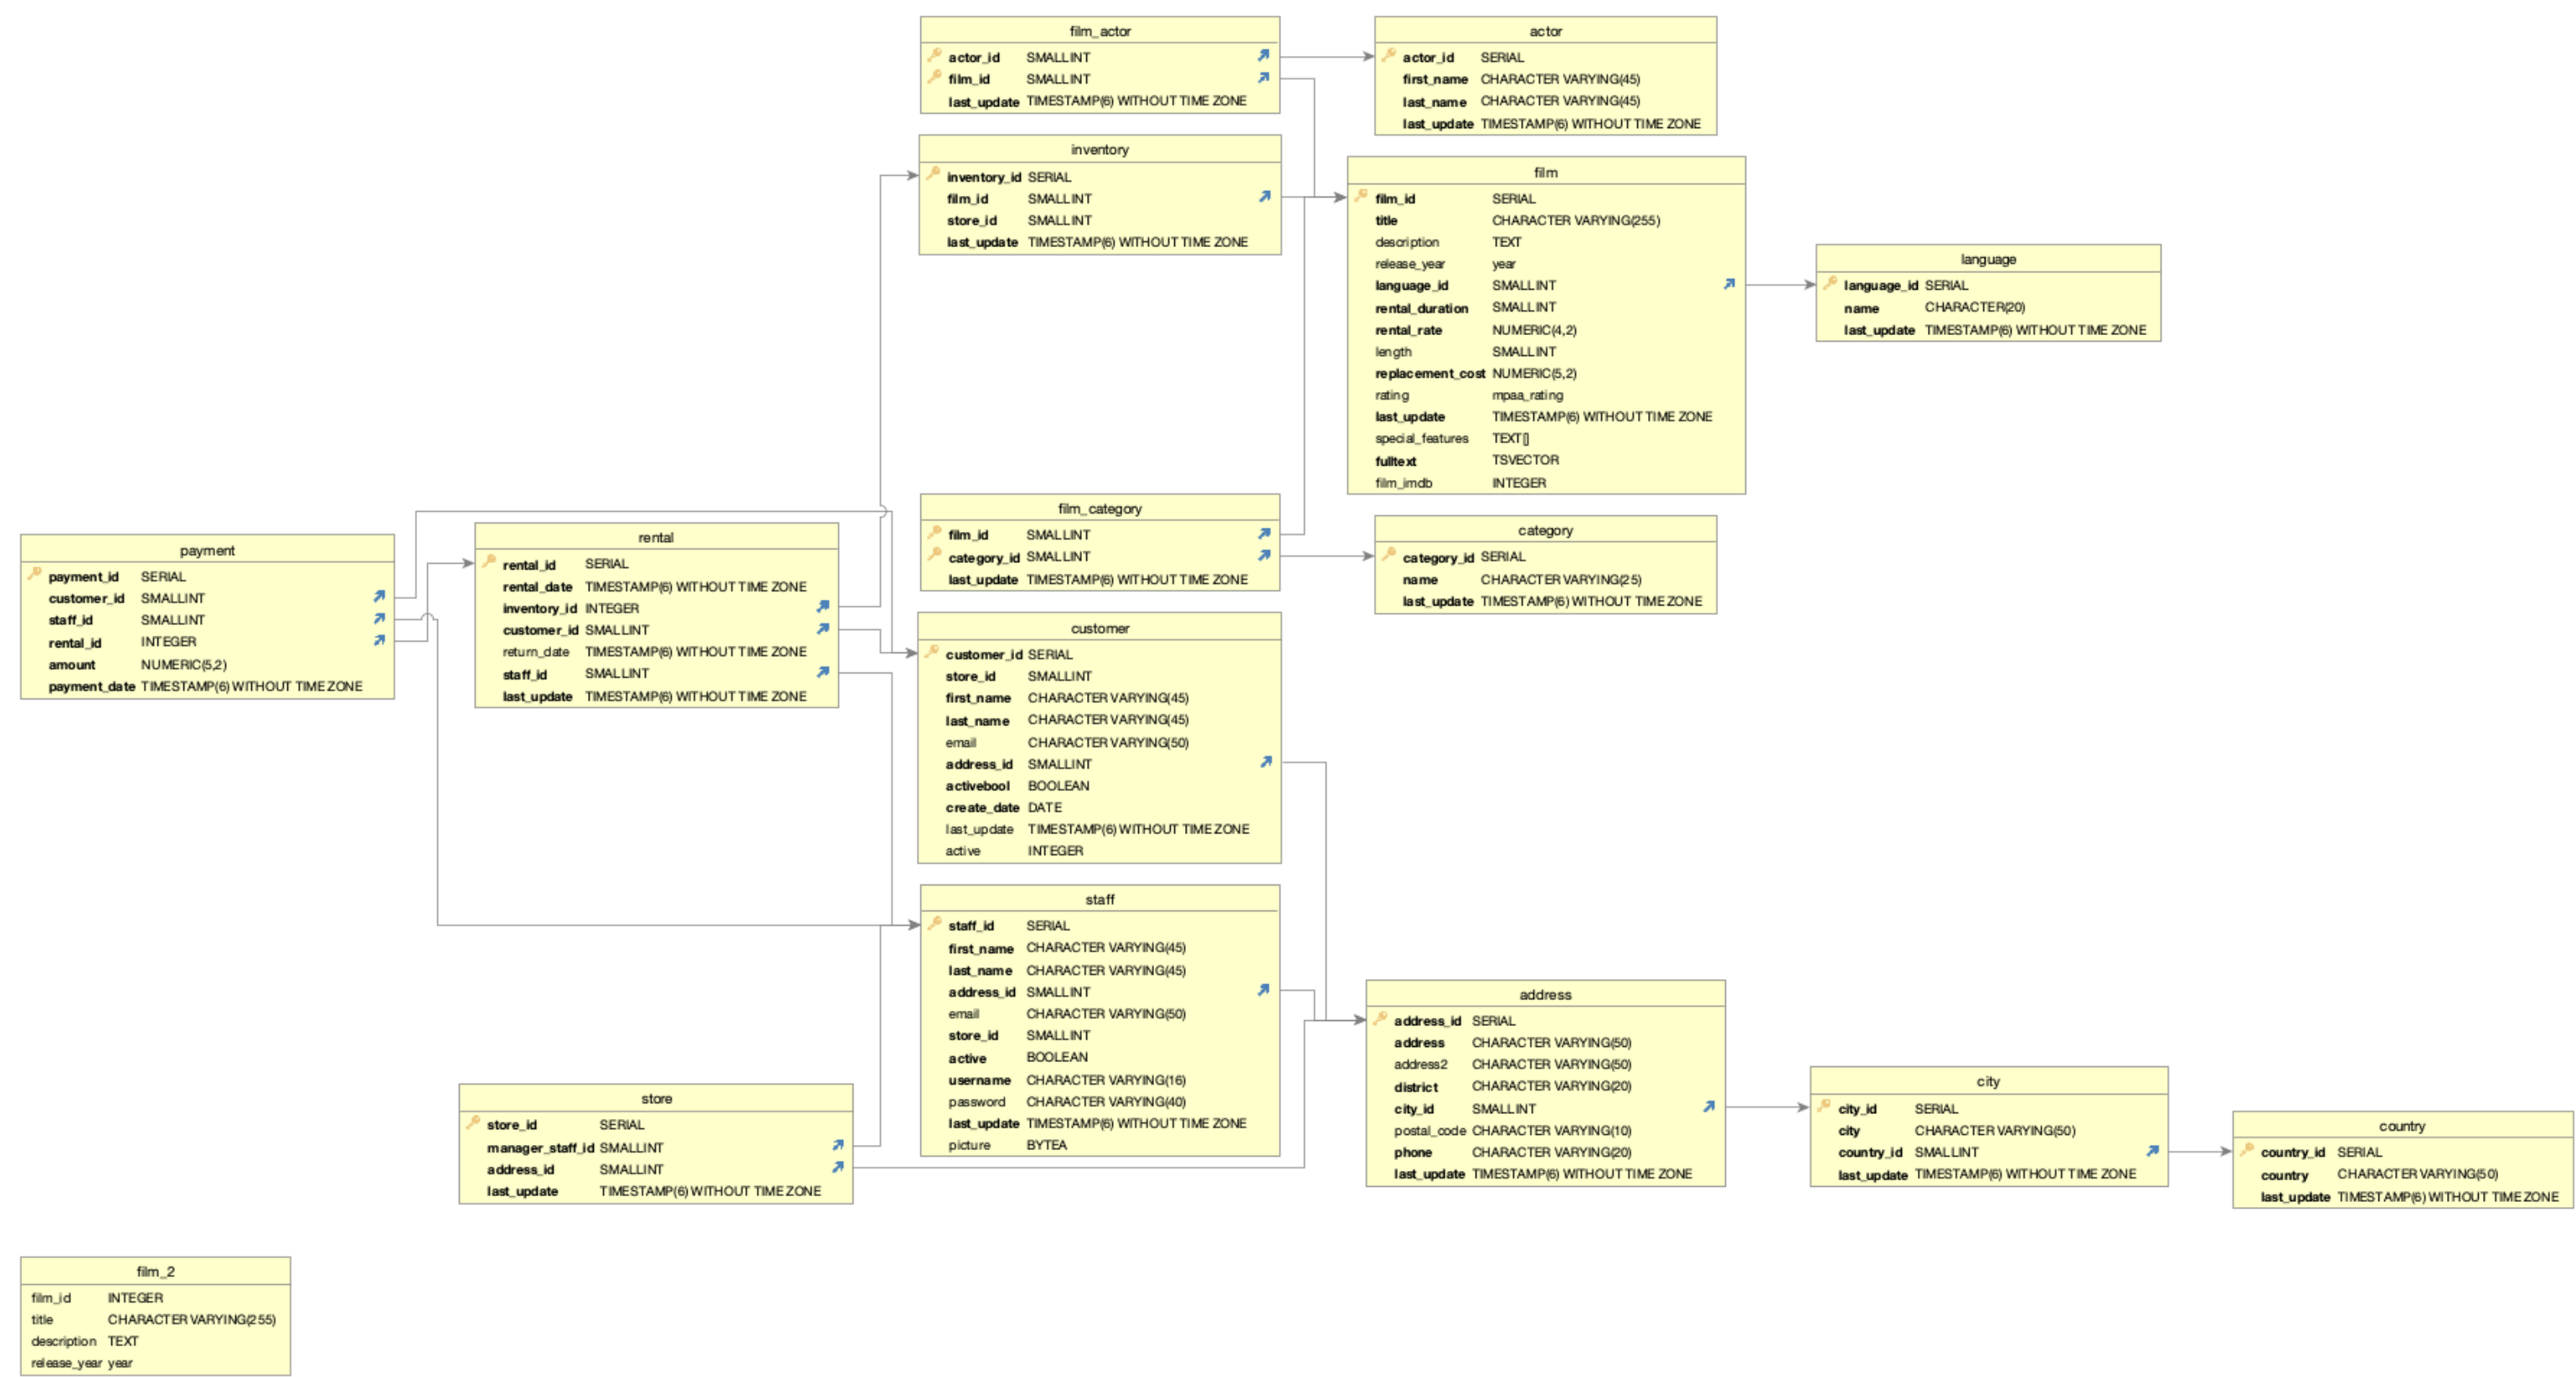 film_actor
actor_id SMALLINT
film_id SMALLINT
last_update TIMESTAMP(6) WITHOUT TIME ZONE
actor
actor_id SERIAL
first_name CHARACTER VARYING(45)
last_name CHARACTER VARYING(45)
last_update TIMESTAMP(6) WITHOUT TIME ZONE
inventory
inventory_id SERIAL
film_id SMALLINT
store_id SMALLINT
last_update TIMESTAMP(6) WITHOUT TIME ZONE
film
film_id SERIAL
title CHARACTER VARYING(255)
description TEXT
release_year year
language_id SMALLINT
rental_duration SMALLINT
rental_rate NUMERIC(4,2)
length SMALLINT
replacement_cost NUMERIC(5,2)
rating mpaa_rating
last_update TIMESTAMP(6) WITHOUT TIME ZONE
special_features TEXT[]
fulltext TSVECTOR
film_imdb INTEGER
language
language_id SERIAL
name CHARACTER(20)
last_update TIMESTAMP(6) WITHOUT TIME ZONE
payment
payment_id SERIAL
customer_id SMALLINT
staff_id SMALLINT
rental_id INTEGER
amount NUMERIC(5,2)
payment_date TIMESTAMP(6) WITHOUT TIME ZONE
rental
rental_id SERIAL
rental_date TIMESTAMP(6) WITHOUT TIME ZONE
inventory_id INTEGER
customer_id SMALLINT
return_date TIMESTAMP(6) WITHOUT TIME ZONE
staff_id SMALLINT
last_update TIMESTAMP(6) WITHOUT TIME ZONE
film_category
film_id SMALLINT
category_id SMALLINT
last_update TIMESTAMP(6) WITHOUT TIME ZONE
category
category_id SERIAL
name CHARACTER VARYING(25)
last_update TIMESTAMP(6) WITHOUT TIME ZONE
customer
customer_id SERIAL
store_id SMALLINT
first_name CHARACTER VARYING(45)
last_name CHARACTER VARYING(45)
email CHARACTER VARYING(50)
address_id SMALLINT
activebool BOOLEAN
create_date DATE
last_update TIMESTAMP(6) WITHOUT TIME ZONE
active INTEGER
staff
staff_id SERIAL
first_name CHARACTER VARYING(45)
last_name CHARACTER VARYING(45)
address_id SMALLINT
email CHARACTER VARYING(50)
store_id SMALLINT
active BOOLEAN
username CHARACTER VARYING(16)
password CHARACTER VARYING(40)
last_update TIMESTAMP(6) WITHOUT TIME ZONE
picture BYTEA
store
store_id SERIAL
manager_staff_id SMALLINT
address_id SMALLINT
last_update TIMESTAMP(6) WITHOUT TIME ZONE
address
address_id SERIAL
address CHARACTER VARYING(50)
address2 CHARACTER VARYING(50)
district CHARACTER VARYING(20)
city_id SMALLINT
postal_code CHARACTER VARYING(10)
phone CHARACTER VARYING(20)
last_update TIMESTAMP(6) WITHOUT TIME ZONE
city
city_id SERIAL
city CHARACTER VARYING(50)
country_id SMALLINT
last_update TIMESTAMP(6) WITHOUT TIME ZONE
country
country_id SERIAL
country CHARACTER VARYING(50)
last_update TIMESTAMP(6) WITHOUT TIME ZONE
film_2
film_id INTEGER
title CHARACTER VARYING(255)
description TEXT
release_year year